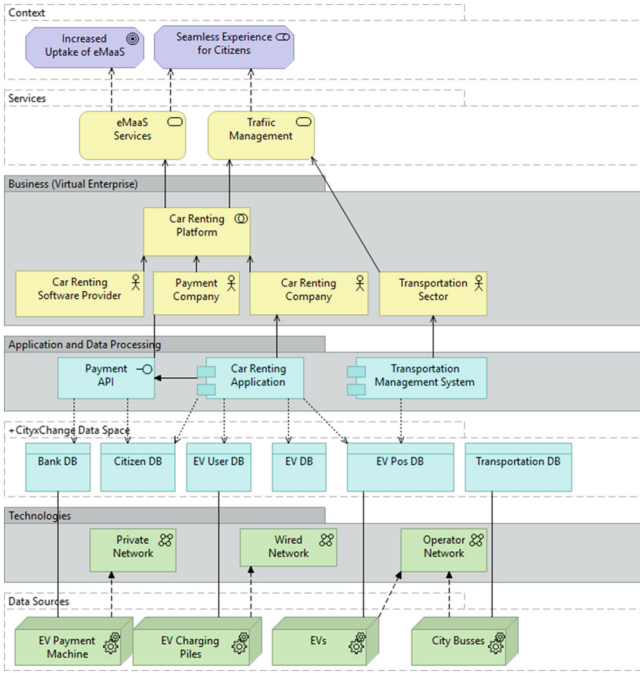 Context
Increased
Uptake of eMaaS
Seamless Experience
for Citizens
Services
eMaaS
Services
Trafiic
Management
Business (Virtual Enterprise)
Car Renting
Platform
Car Renting
Software Provider
Payment
Company
Car Renting
Company
Transportation
Sector
Application and Data Processing
Payment
API
Car Renting
Application
Transportation
Management System
+CityxChange Data Space
Bank DB
Citizen DB
EV User DB
EV DB
EV Pos DB
Transportation DB
Technologies
Private
Network
Wired
Network
Operator
Network
Data Sources
EV Payment
Machine
EV Charging
Piles
EVs
City Busses